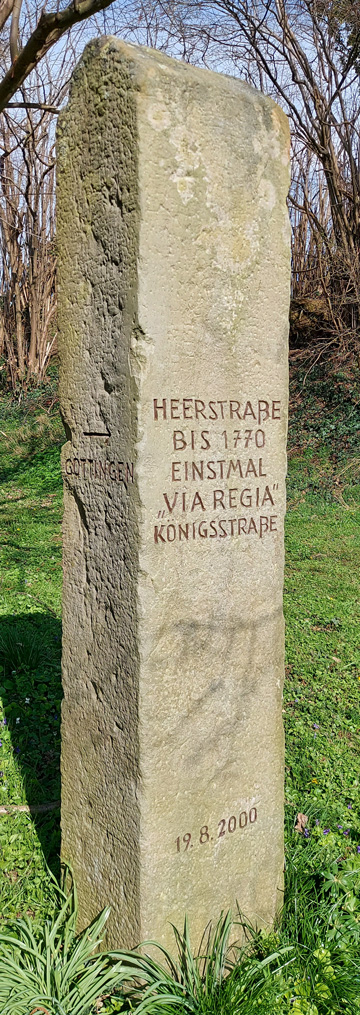 GÖTTINGEN
HEERSTRAẞE
BIS 1770
EINSTMAL
„VIA REGIA“
KÖNIGSSTRAẞE
19. 8. 2000